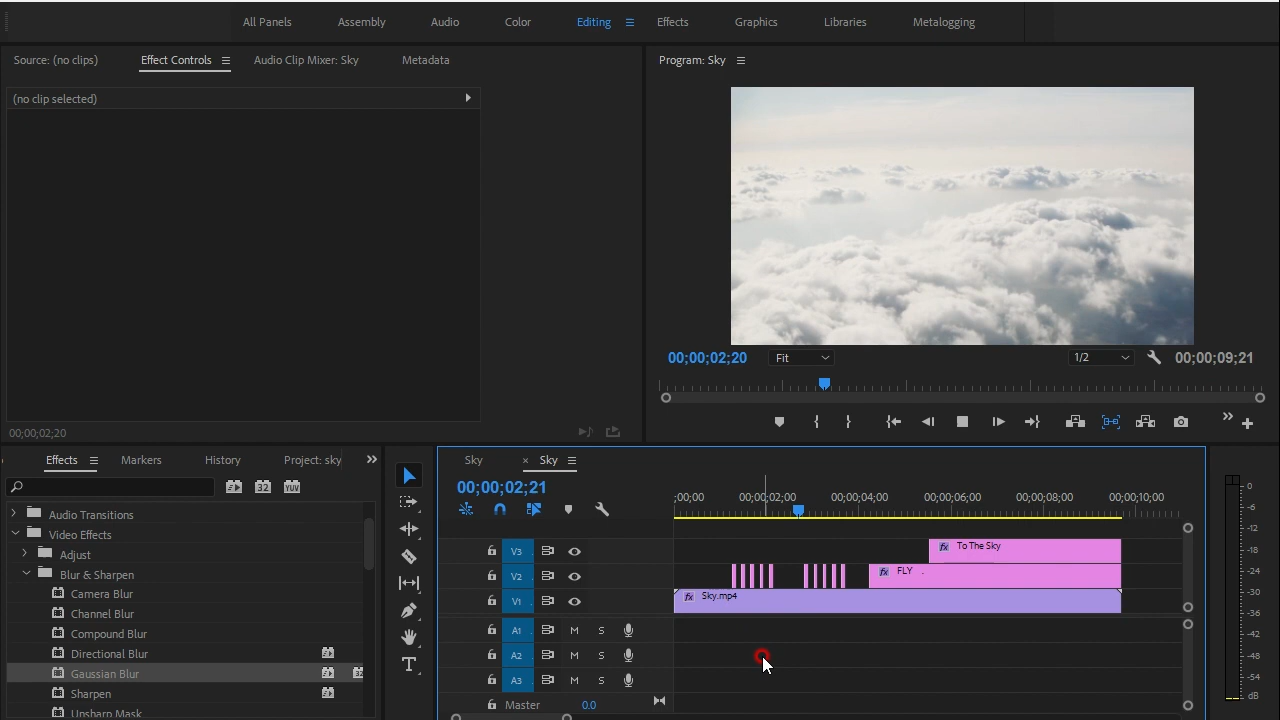 All Panels Assembly Audio Color Editing Effects Graphics Libraries Metalogging
Source: (no clips) Effect Controls Audio Clip Mixer: Sky Metadata
(no clip selected)
00;00;02;20
Program: Sky
00;00;02;20 Fit 1/2 00;00;09;21
Effects Markers History Project: sky
32 YUV
Audio Transitions
Video Effects
Adjust
Blur & Sharpen
Camera Blur
Channel Blur
Compound Blur
Directional Blur
Gaussian Blur
Sharpen
Unsharp Mask
Sky × Sky
00;00;02;21
;00;00 00;00;02;00 00;00;04;00 00;00;06;00 00;00;08;00 00;00;10;00
V3 fx To The Sky
V2 fx FLY
V1 fx Sky.mp4
A1 M S
A2 M S
A3 M S
Master 0.0
0
-6
-12
-18
-24
-30
-36
-42
-48
-54
dB